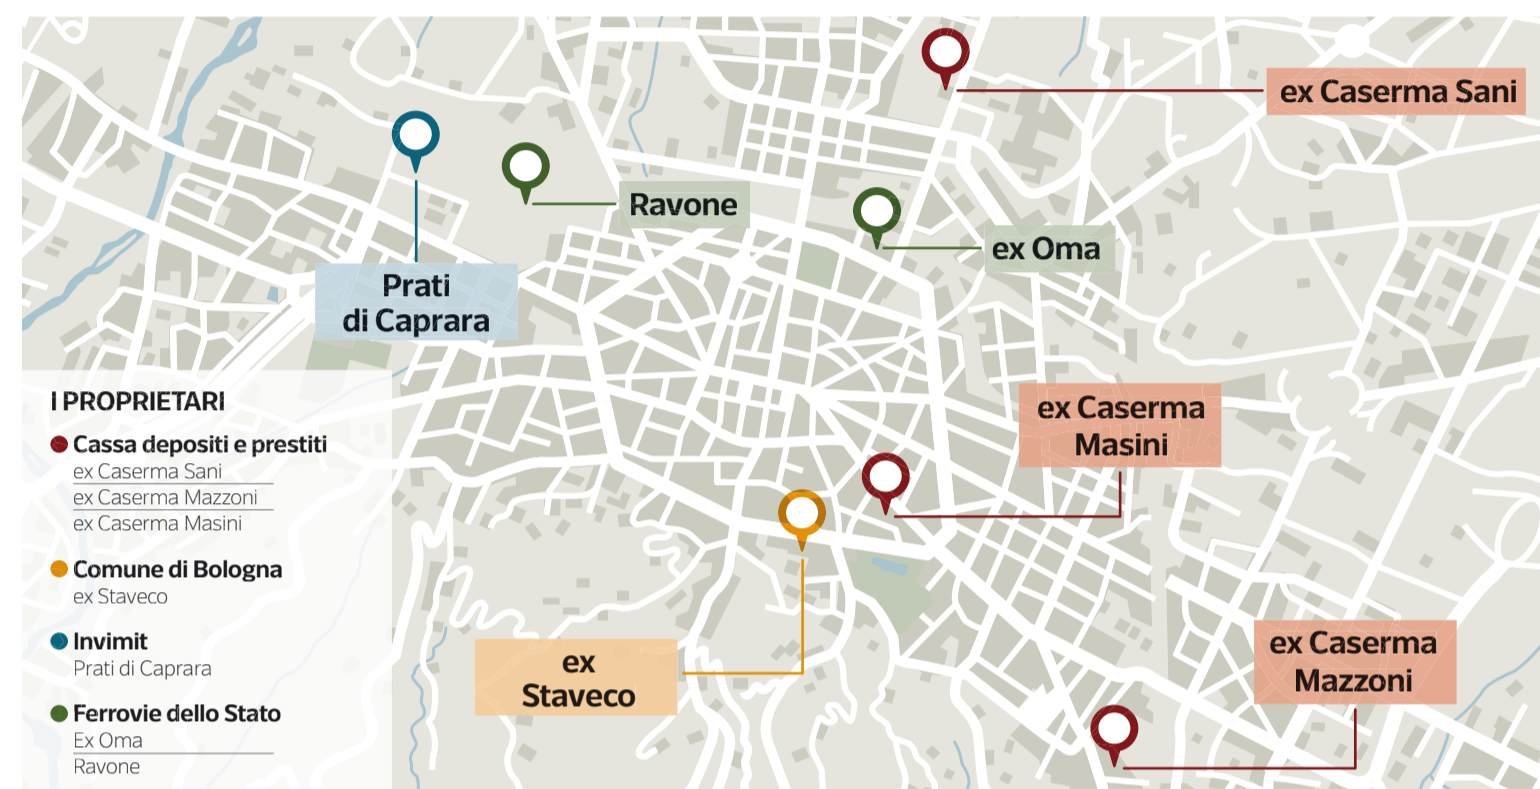 ex Caserma Sani
Ravone
ex Oma
Prati
di Caprara
ex Caserma
Masini
ex
Staveco
ex Caserma
Mazzoni
I PROPRIETARI
Cassa depositi e prestiti
ex Caserma Sani
ex Caserma Mazzoni
ex Caserma Masini
Comune di Bologna
ex Staveco
Invimit
Prati di Caprara
Ferrovie dello Stato
Ex Oma
Ravone